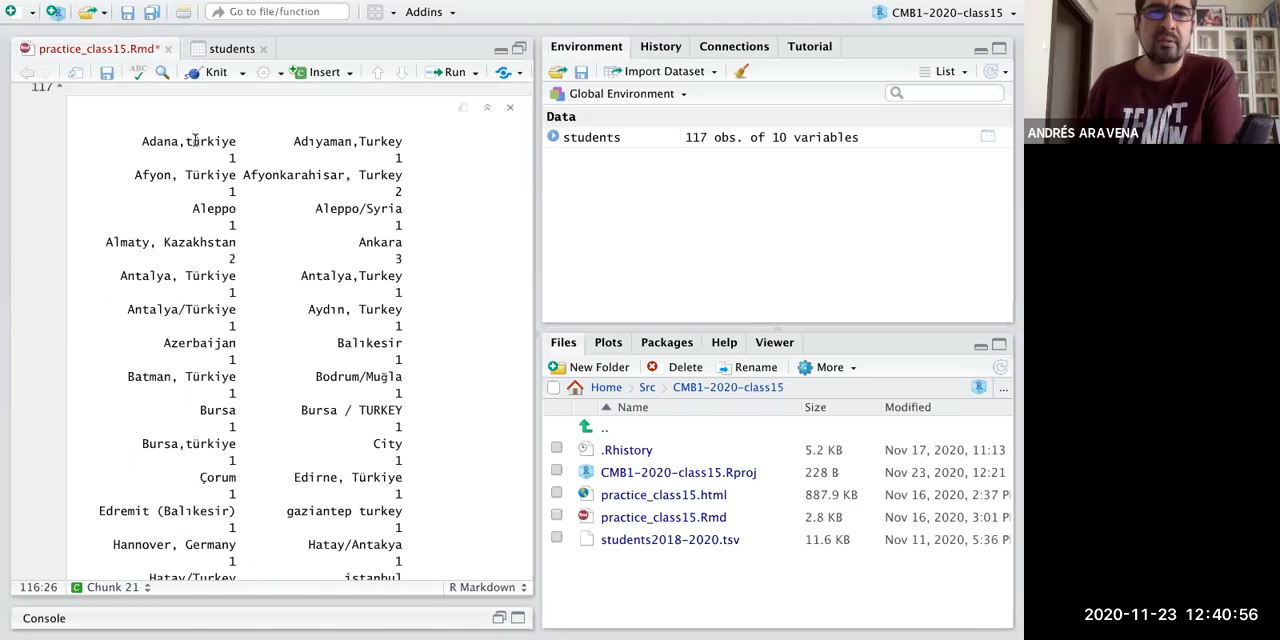 Go to file/function
Addins
CMB1-2020-class15
practice_class15.Rmd*
students
ABC
Knit
Insert
Run
117
Adana,türkiye Adıyaman,Turkey
1 1
Afyon, Türkiye Afyonkarahisar, Turkey
1 2
Aleppo Aleppo/Syria
1 1
Almaty, Kazakhstan Ankara
2 3
Antalya, Türkiye Antalya,Turkey
1 1
Antalya/Türkiye Aydın, Turkey
1 1
Azerbaijan Balıkesir
1 1
Batman, Türkiye Bodrum/Muğla
1 1
Bursa Bursa / TURKEY
1 1
Bursa,türkiye City
1 1
Çorum Edirne, Türkiye
1 1
Edremit (Balıkesir) gaziantep turkey
1 1
Hannover, Germany Hatay/Antakya
1 1
Hatay/Turkey istanbul
116:26 Chunk 21 R Markdown
Console
Environment History Connections Tutorial
Import Dataset List
Global Environment
Data
students 117 obs. of 10 variables
Files Plots Packages Help Viewer
New Folder Delete Rename More
Home Src CMB1-2020-class15 ...
Name Size Modified
..
.Rhistory 5.2 KB Nov 17, 2020, 11:13
CMB1-2020-class15.Rproj 228 B Nov 23, 2020, 12:21
practice_class15.html 887.9 KB Nov 16, 2020, 2:37 P
practice_class15.Rmd 2.8 KB Nov 16, 2020, 3:01 P
students2018-2020.tsv 11.6 KB Nov 11, 2020, 5:36 P
ANDRÉS ARAVENA
2020-11-23 12:40:56